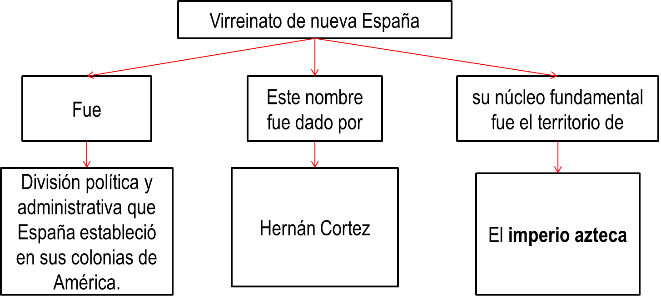 Virreinato de nueva España
Fue
Este nombre
fue dado por
su núcleo fundamental
fue el territorio de
División política y
administrativa que
España estableció
en sus colonias de
América.
Hernán Cortez
El imperio azteca